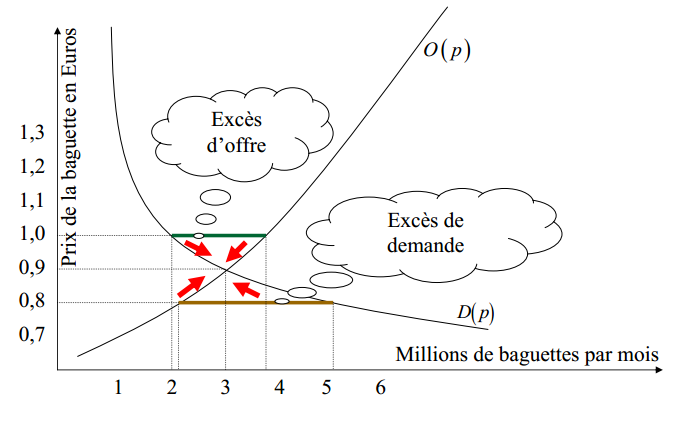 Prix de la baguette en Euros
O(p)
Excès
d'offre
1,3
1,2
1,1
1,0
0,9
0,8
0,7
Excès de
demande
D(p)
Millions de baguettes par mois
1 2 3 4 5 6